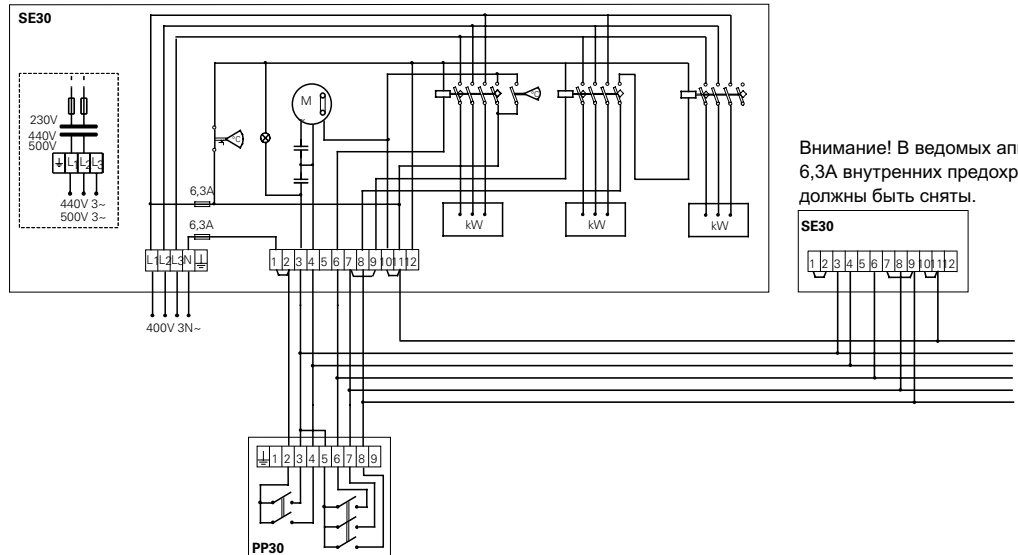 SE30
230V
440V
500V
L1 L2 L3
440V 3~
500V 3~
M
°C
°C
6,3A
6,3A
kW
kW
kW
L1 L2 L3 N
1 2 3 4 5 6 7 8 9 10 11 12
400V 3N~
Внимание! В ведомых
6,3A внутренних
должны быть сняты.
SE30
1 2 3 4 5 6 7 8 9 10 11 12
1 2 3 4 5 6 7 8 9
PP30